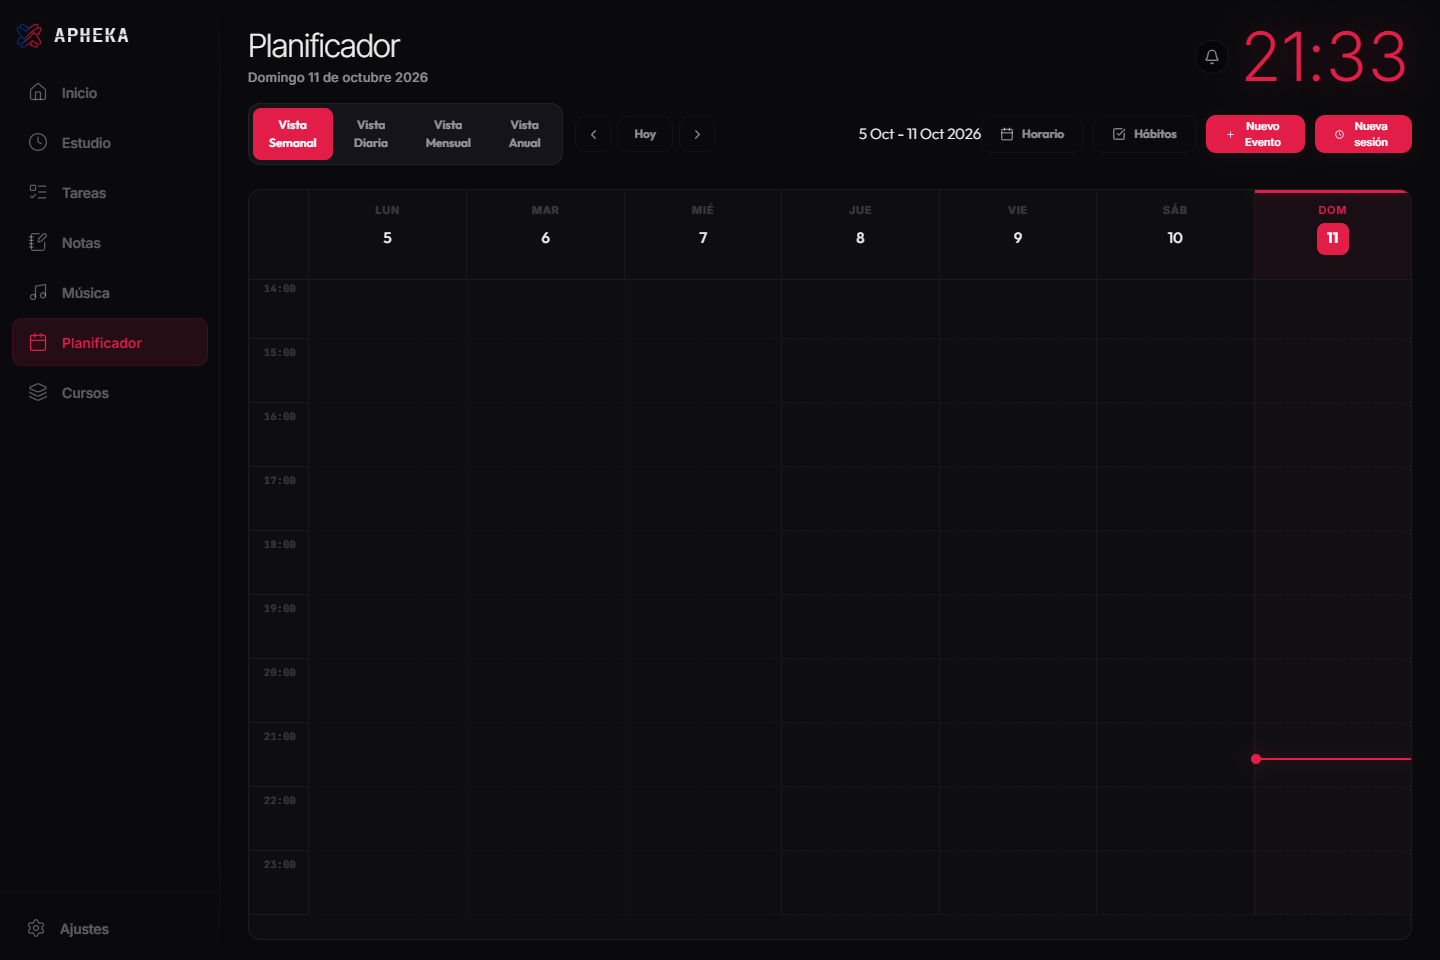 APHEKA
Inicio
Estudio
Tareas
Notas
Música
Planificador
Cursos
Ajustes
Planificador
Domingo 11 de octubre 2026
21:33
Vista Semanal
Vista Diaria
Vista Mensual
Vista Anual
Hoy
5 Oct - 11 Oct 2026
Horario
Hábitos
Nuevo Evento
Nueva sesión
LUN
MAR
MIÉ
JUE
VIE
SÁB
DOM
5
6
7
8
9
10
11
14:00
15:00
16:00
17:00
18:00
19:00
20:00
21:00
22:00
23:00